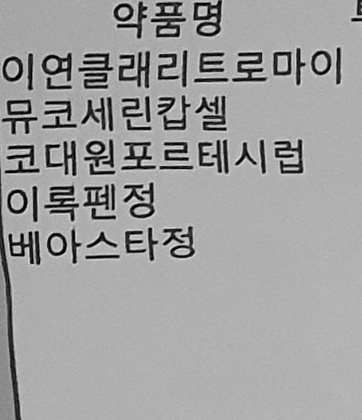 약품명
이연클래리트로마이
뮤코세린캅셀
코대원포르테시럽
이록펜정
베아스타정